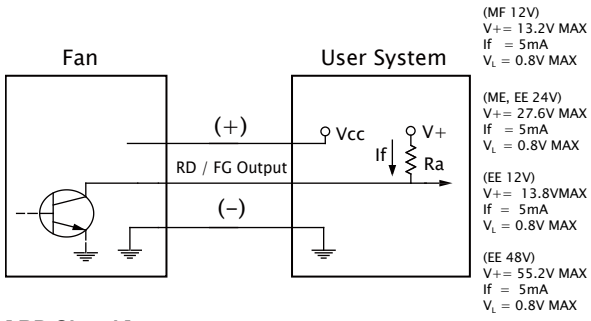 Fan
User System
(+)
Vcc
V+
If
Ra
RD / FG Output
(−)
(MF 12V)
V+= 13.2V MAX
If = 5mA
VL = 0.8V MAX
(ME, EE 24V)
V+= 27.6V MAX
If = 5mA
VL = 0.8V MAX
(EE 12V)
V+= 13.8VMAX
If = 5mA
VL = 0.8V MAX
(EE 48V)
V+= 55.2V MAX
If = 5mA
VL = 0.8V MAX